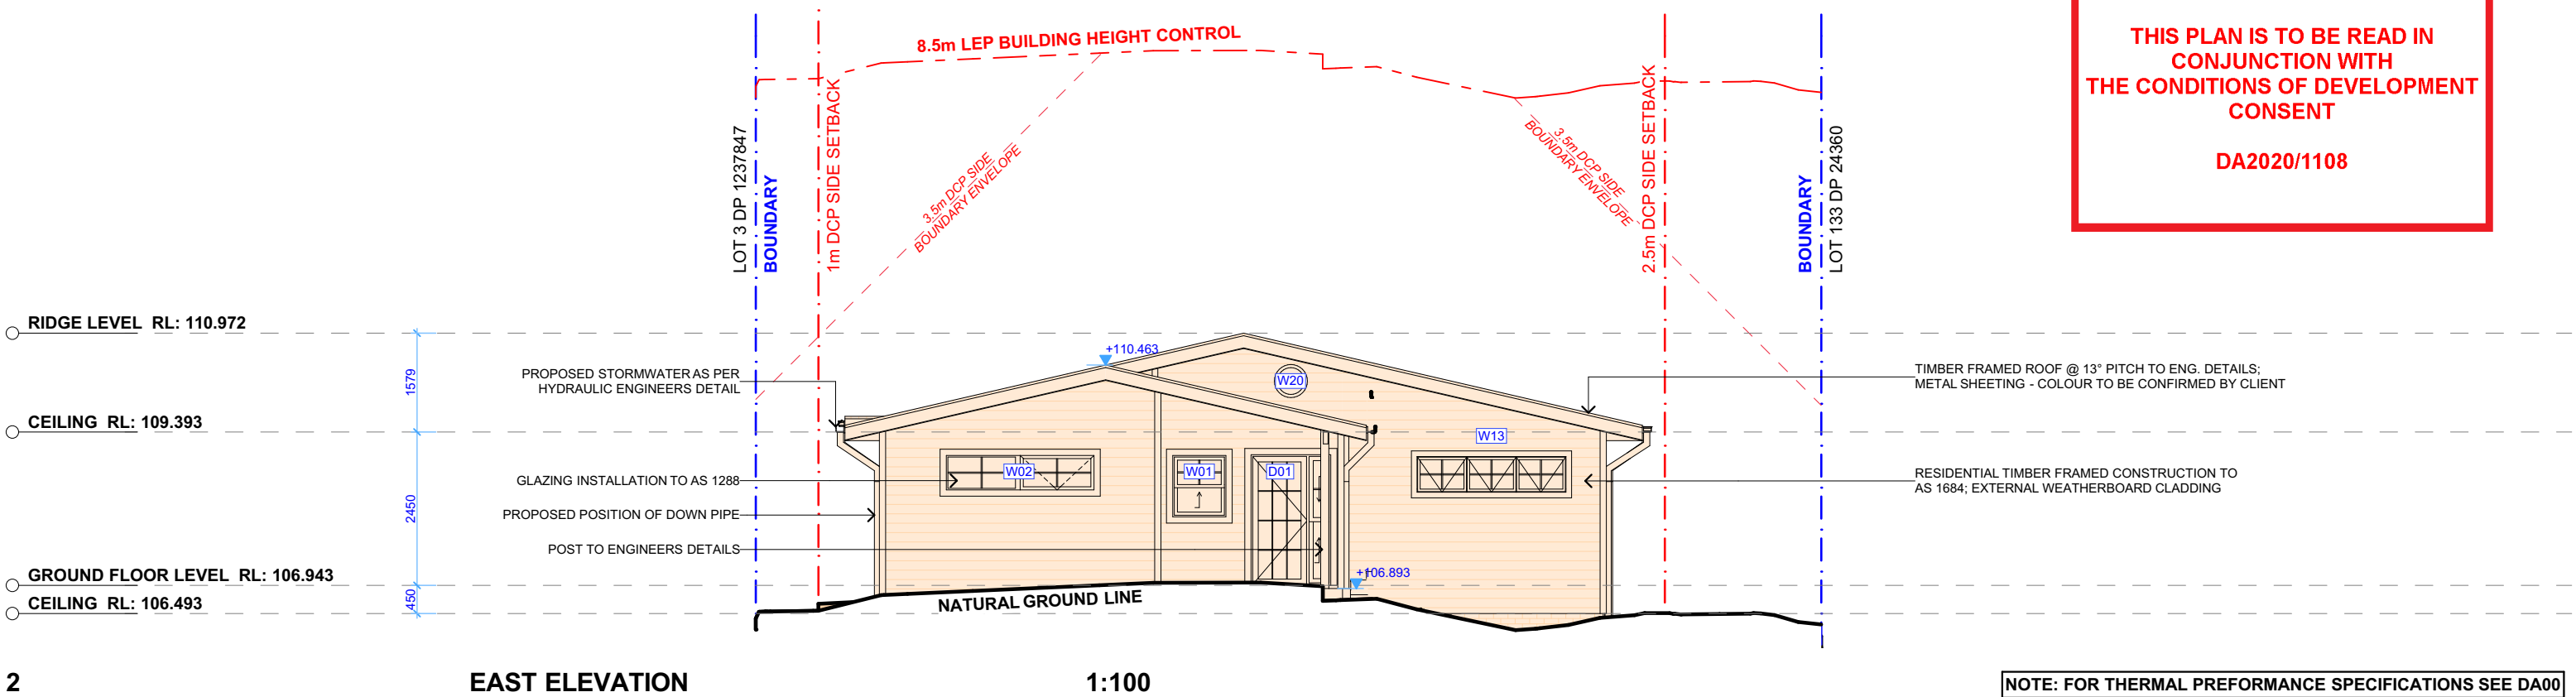 8.5m LEP BUILDING HEIGHT CONTROL
THIS PLAN IS TO BE READ IN
CONJUNCTION WITH
THE CONDITIONS OF DEVELOPMENT
CONSENT
DA2020/1108
LOT 3 DP 1237847
BOUNDARY
1m DCP SIDE SETBACK
3.5m DCP SIDE
BOUNDARY ENVELOPE
3.5m DCP SIDE
BOUNDARY ENVELOPE
2.5m DCP SIDE SETBACK
BOUNDARY
LOT 133 DP 24360
RIDGE LEVEL RL: 110.972
+110.463
1579
PROPOSED STORMWATER AS PER
HYDRAULIC ENGINEERS DETAIL
W20
TIMBER FRAMED ROOF @ 13° PITCH TO ENG. DETAILS;
METAL SHEETING - COLOUR TO BE CONFIRMED BY CLIENT
CEILING RL: 109.393
W13
W02
W01
D01
GLAZING INSTALLATION TO AS 1288
RESIDENTIAL TIMBER FRAMED CONSTRUCTION TO
AS 1684; EXTERNAL WEATHERBOARD CLADDING
2450
PROPOSED POSITION OF DOWN PIPE
POST TO ENGINEERS DETAILS
GROUND FLOOR LEVEL RL: 106.943
+106.893
450
CEILING RL: 106.493
NATURAL GROUND LINE
2
EAST ELEVATION
1:100
NOTE: FOR THERMAL PREFORMANCE SPECIFICATIONS SEE DA00